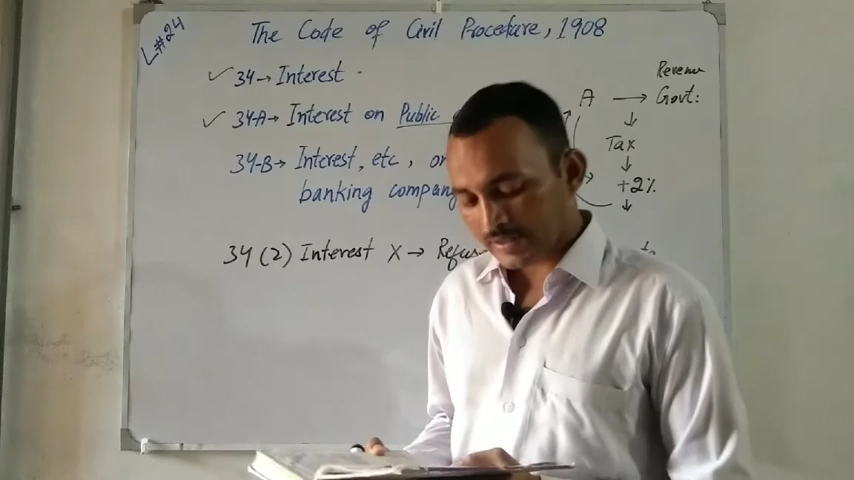 L#24
The Code of Civil Procedure, 1908
✓ 34 → Interest -
✓ 34-A → Interest on Public
34-B → Interest, etc, on
banking company
34 (2) Interest X →
A → Govt:
Revenue
↓
Tax
↓
+2%
↓